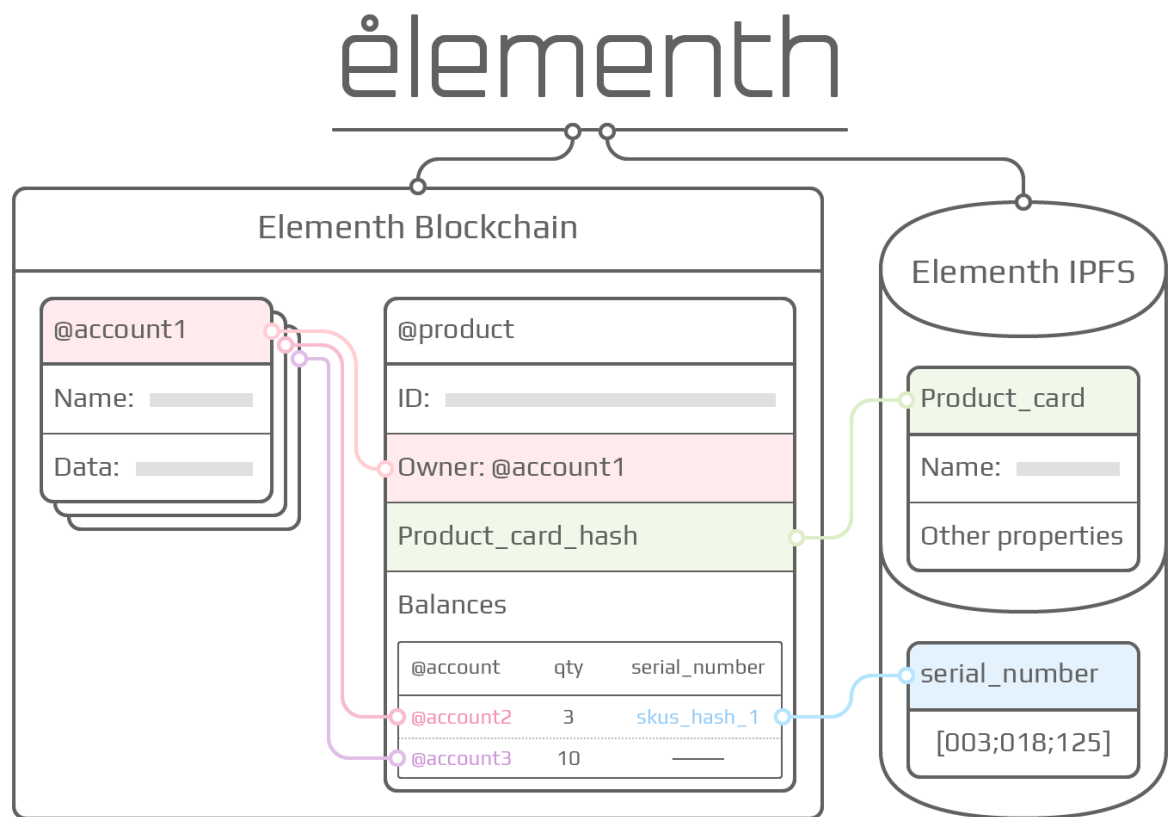 elementh
Elementh Blockchain
Elementh IPFS
@account1
Name:
Data:
@product
ID:
Owner: @account1
Product_card_hash
Balances
@account qty serial_number
@account2 3 skus_hash_1
@account3 10 ——
Product_card
Name:
Other properties
serial_number
[003;018;125]